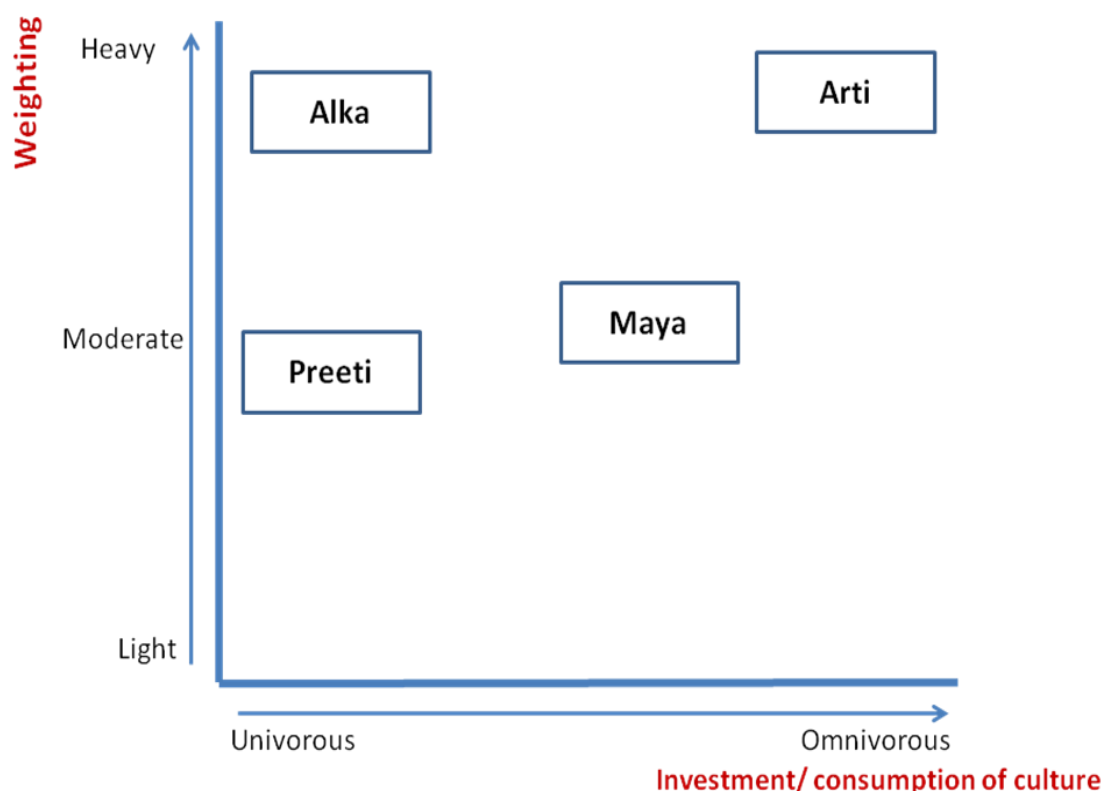 Weighting
Heavy
Alka
Arti
Moderate
Maya
Preeti
Light
Univorous
Omnivorous
Investment/ consumption of culture